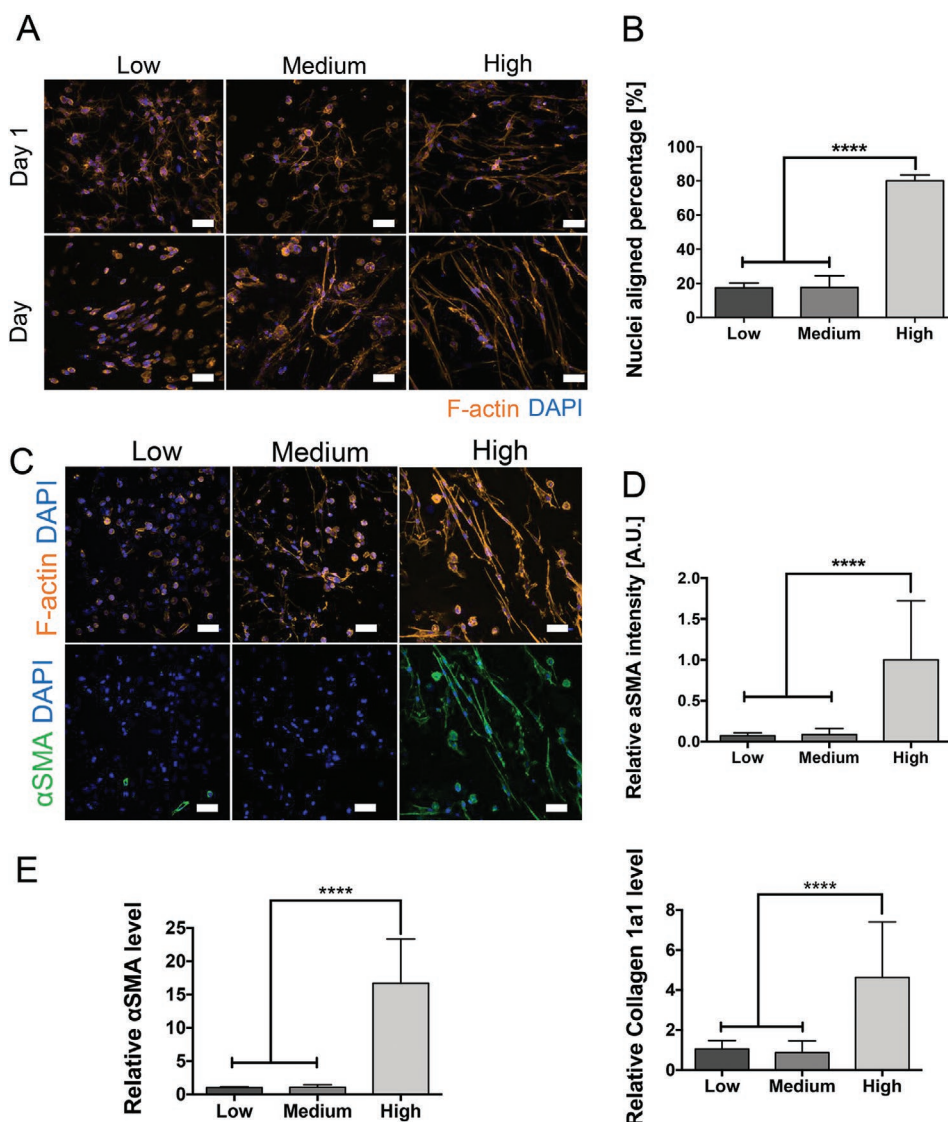 A
Low Medium High
Day 1
Day
F-actin DAPI
B
Nuclei aligned percentage [%]
100
80
60
40
20
0
****
Low Medium High
C
Low Medium High
F-actin DAPI
αSMA DAPI
D
Relative aSMA intensity [A.U.]
2.0
1.5
1.0
0.5
0.0
****
Low Medium High
E
Relative αSMA level
25
20
15
10
5
0
****
Low Medium High
Relative Collagen 1a1 level
8
6
4
2
0
****
Low Medium High